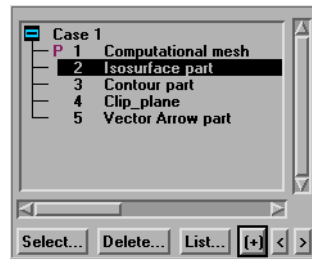 Case 1
P 1 Computational mesh
2 Isosurface part
3 Contour part
4 Clip_plane
5 Vector Arrow part
Select... Delete... List... (+) < >